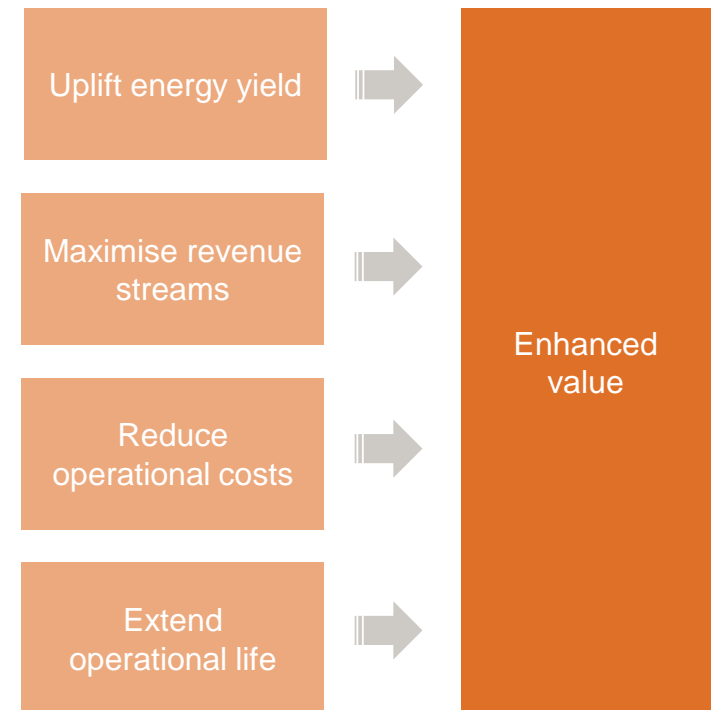 Uplift energy yield
Maximise revenue
streams
Reduce
operational costs
Extend
operational life
Enhanced
value